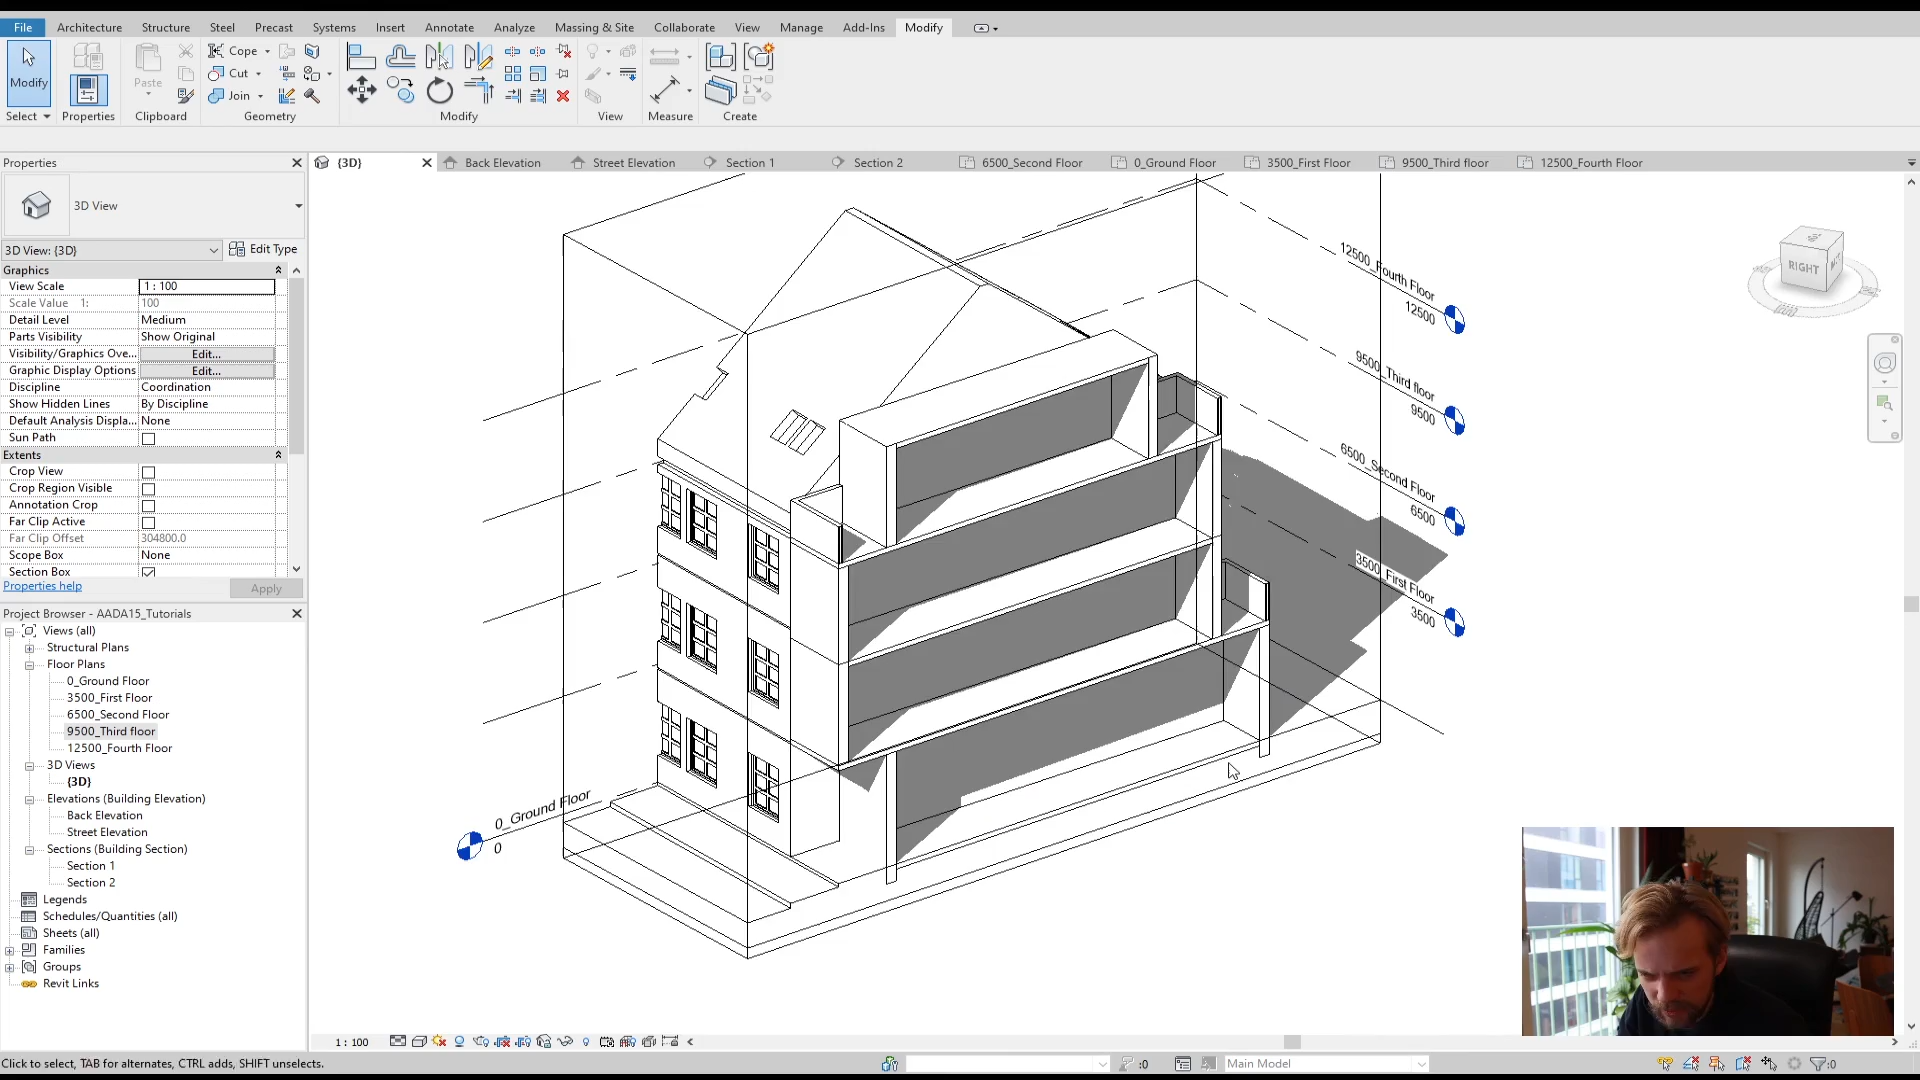 File Architecture Structure Steel Precast Systems Insert Annotate Analyze Massing & Site Collaborate View Manage Add-Ins Modify
Modify Paste Cope Cut Join
Select Properties Clipboard Geometry Modify View Measure Create
Properties
{3D} Back Elevation Street Elevation Section 1 Section 2 6500_Second Floor 0_Ground Floor 3500_First Floor 9500_Third floor 12500_Fourth Floor
3D View
3D View: {3D} Edit Type
Graphics
View Scale 1 : 100
Scale Value 1: 100
Detail Level Medium
Parts Visibility Show Original
Visibility/Graphics Ove... Edit...
Graphic Display Options Edit...
Discipline Coordination
Show Hidden Lines By Discipline
Default Analysis Displa... None
Sun Path
Extents
Crop View
Crop Region Visible
Annotation Crop
Far Clip Active
Far Clip Offset 304800.0
Scope Box None
Section Box
Properties help Apply
Project Browser - AADA15_Tutorials
Views (all)
Structural Plans
Floor Plans
0_Ground Floor
3500_First Floor
6500_Second Floor
9500_Third floor
12500_Fourth Floor
3D Views
{3D}
Elevations (Building Elevation)
Back Elevation
Street Elevation
Sections (Building Section)
Section 1
Section 2
Legends
Schedules/Quantities (all)
Sheets (all)
Families
Groups
Revit Links
12500_Fourth Floor
12500
9500_Third floor
9500
6500_Second Floor
6500
3500_First Floor
3500
0_Ground Floor
0
RIGHT
1 : 100
Click to select, TAB for alternates, CTRL adds, SHIFT unselects. :0 Main Model :0